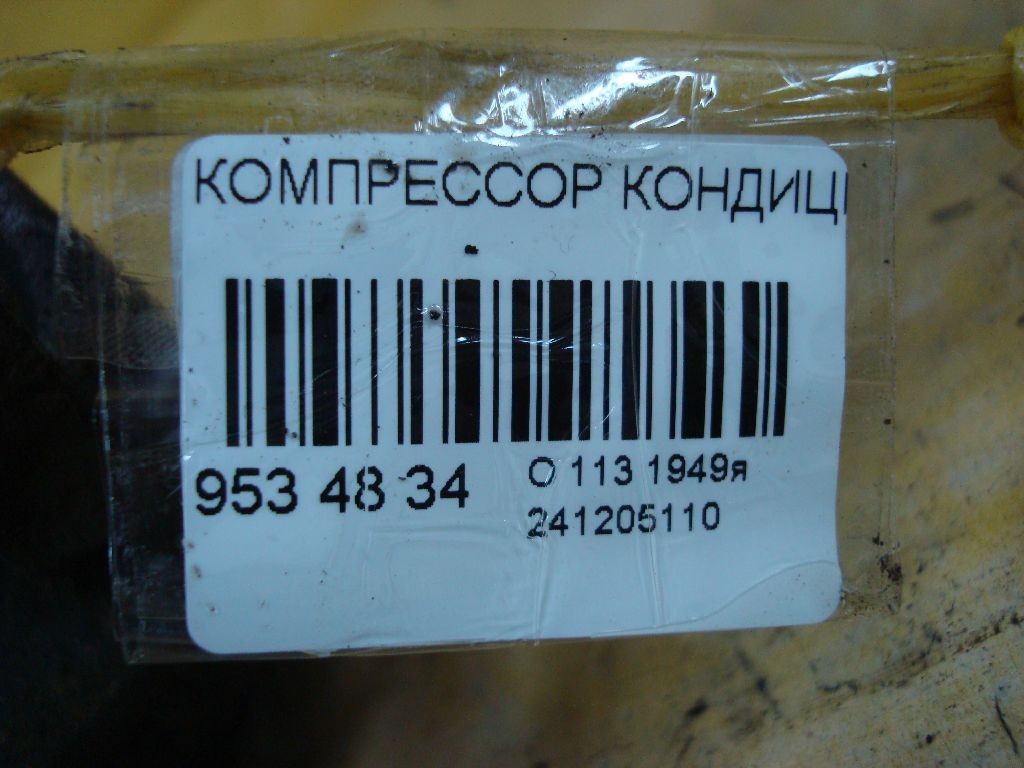 КОМПРЕССОР КОНДИЦ
953 48 34
О 113 1949я
241205110